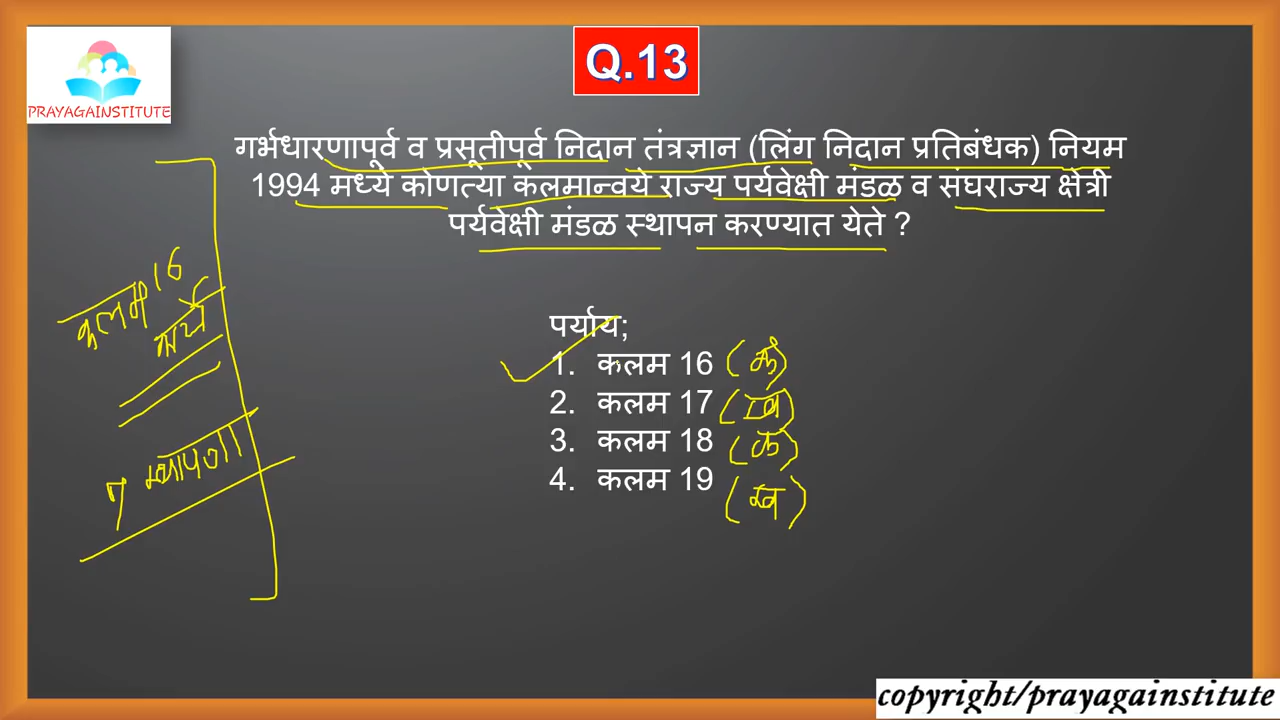 PRAYAGAINSTITUTE
Q.13
गर्भधारणापूर्व व प्रसूतीपूर्व निदान तंत्रज्ञान (लिंग निदान प्रतिबंधक) नियम
1994 मध्ये कोणत्या कलमान्वये राज्य पर्यवेक्षी मंडळ व संघराज्य क्षेत्री
पर्यवेक्षी मंडळ स्थापन करण्यात येते ?
पर्याय;
1. कलम 16 (क)
2. कलम 17 (ख)
3. कलम 18 (क)
4. कलम 19 (ख)
कलम 16
मध्ये
स्थापणा
copyright/prayagainstitute